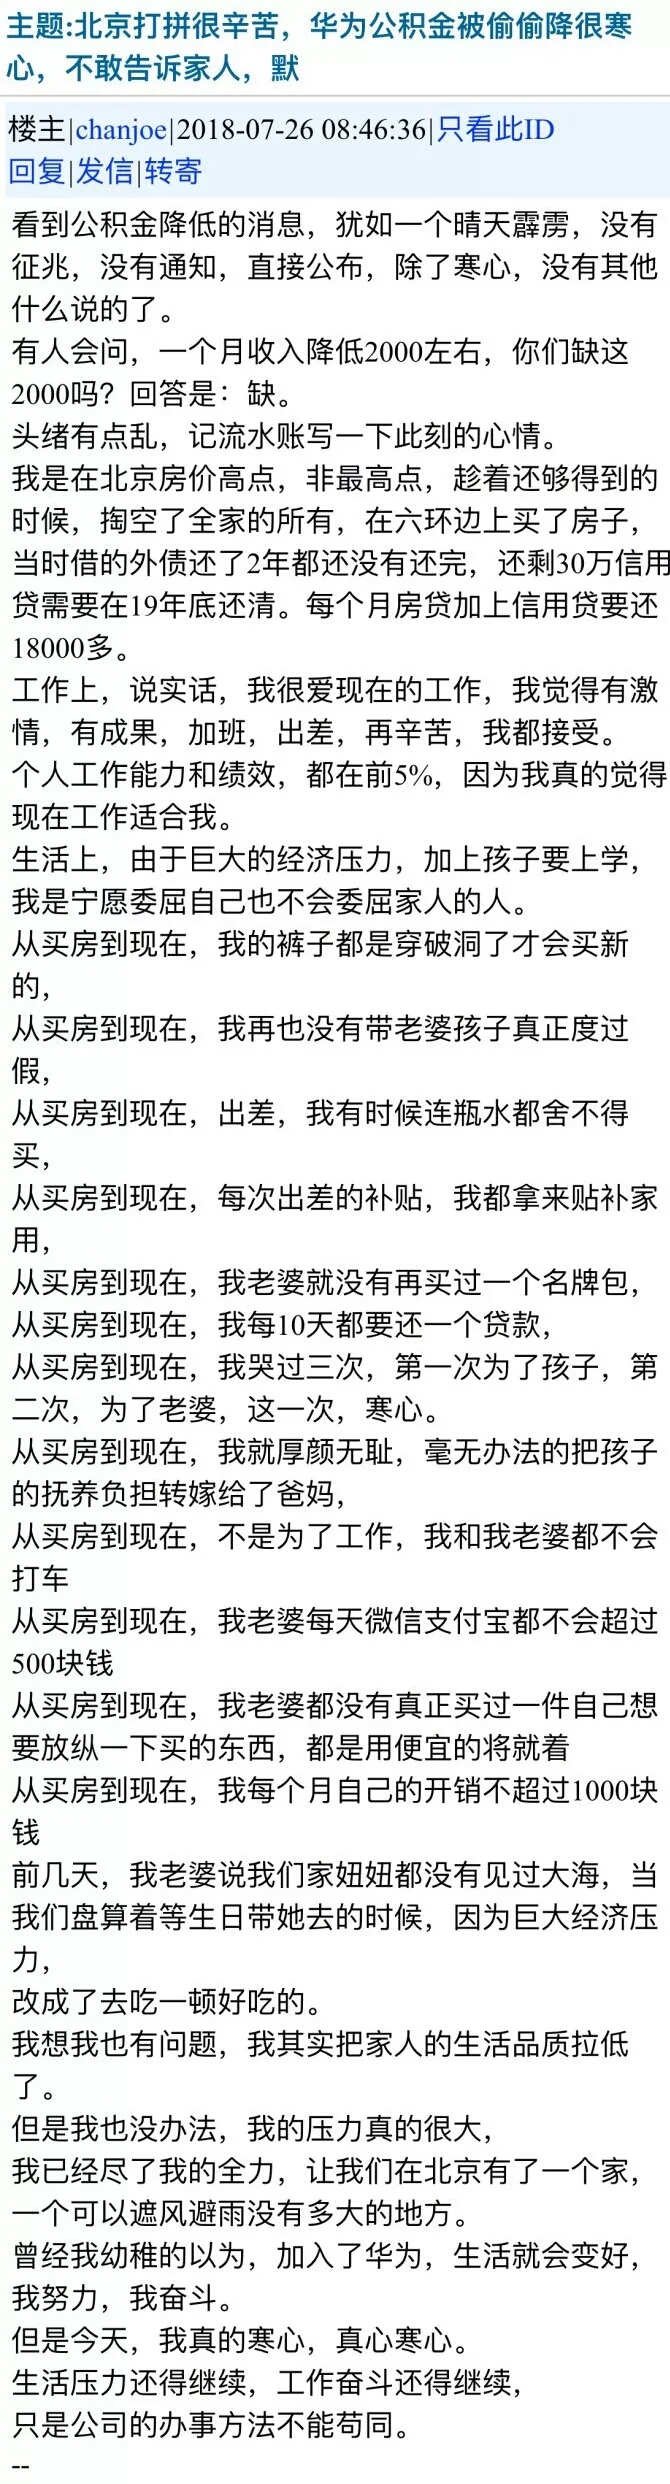 主题:北京打拼很辛苦，华为公积金被偷偷降很寒
心，不敢告诉家人，默
楼主|chanjoe|2018-07-26 08:46:36|只看此ID
回复|发信|转寄
看到公积金降低的消息，犹如一个晴天霹雳，没有
征兆，没有通知，直接公布，除了寒心，没有其他
什么说的了。
有人会问，一个月收入降低2000左右，你们缺这
2000吗？回答是：缺。
头绪有点乱，记流水账写一下此刻的心情。
我是在北京房价高点，非最高点，趁着还够得到的
时候，掏空了全家的所有，在六环边上买了房子，
当时借的外债还了2年都还没有还完，还剩30万信用
贷需要在19年底还清。每个月房贷加上信用贷要还
18000多。
工作上，说实话，我很爱现在的工作，我觉得有激
情，有成果，加班，出差，再辛苦，我都接受。
个人工作能力和绩效，都在前5%，因为我真的觉得
现在工作适合我。
生活上，由于巨大的经济压力，加上孩子要上学，
我是宁愿委屈自己也不会委屈家人的人。
从买房到现在，我的裤子都是穿破洞了才会买新
的，
从买房到现在，我再也没有带老婆孩子真正度过
假，
从买房到现在，出差，我有时候连瓶水都舍不得
买，
从买房到现在，每次出差的补贴，我都拿来贴补家
用，
从买房到现在，我老婆就没有再买过一个名牌包，
从买房到现在，我每10天都要还一个贷款，
从买房到现在，我哭过三次，第一次为了孩子，第
二次，为了老婆，这一次，寒心。
从买房到现在，我就厚颜无耻，毫无办法的把孩子
的抚养负担转嫁给了爸妈，
从买房到现在，不是为了工作，我和我老婆都不会
打车
从买房到现在，我老婆每天微信支付宝都不会超过
500块钱
从买房到现在，我老婆都没有真正买过一件自己想
要放纵一下买的东西，都是用便宜的将就着
从买房到现在，我每个月自己的开销不超过1000块
钱
前几天，我老婆说我们家妞妞都没有见过大海，当
我们盘算着等生日带她去的时候，因为巨大经济压
力，
改成了去吃一顿好吃的。
我想我也有问题，我其实把家人的生活品质拉低
了。
但是我也没办法，我的压力真的很大，
我已经尽了我的全力，让我们在北京有了一个家，
一个可以遮风避雨没有多大的地方。
曾经我幼稚的以为，加入了华为，生活就会变好，
我努力，我奋斗。
但是今天，我真的寒心，真心寒心。
生活压力还得继续，工作奋斗还得继续，
只是公司的办事方法不能苟同。
--